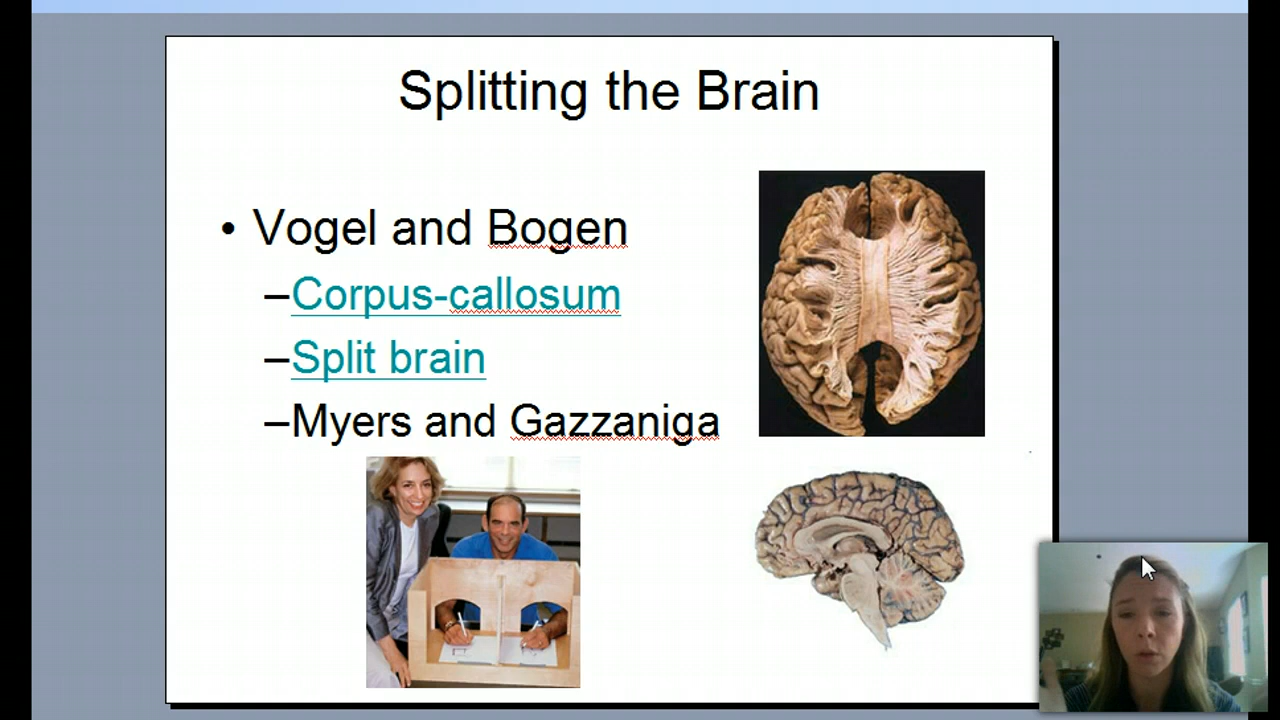 Splitting the Brain
• Vogel and Bogen
–Corpus-callosum
–Split brain
–Myers and Gazzaniga